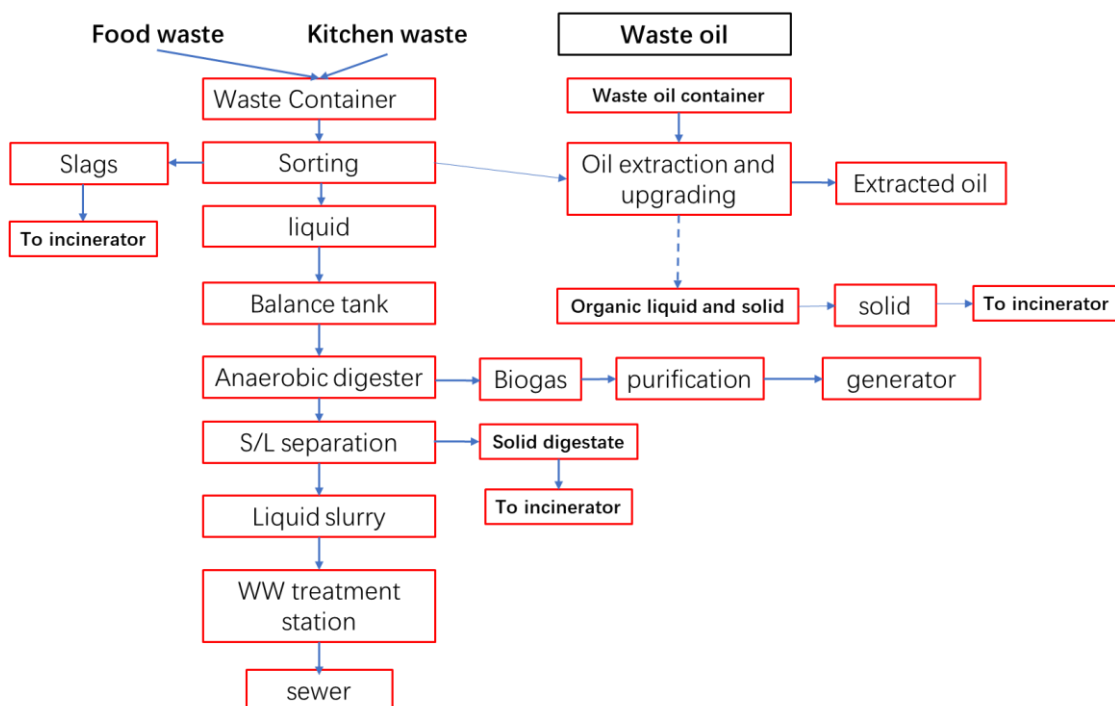 Food waste
Kitchen waste
Waste oil
Waste Container
Waste oil container
Slags
Sorting
Oil extraction and
upgrading
Extracted oil
To incinerator
liquid
Balance tank
Organic liquid and solid
solid
To incinerator
Anaerobic digester
Biogas
purification
generator
S/L separation
Solid digestate
To incinerator
Liquid slurry
WW treatment
station
sewer